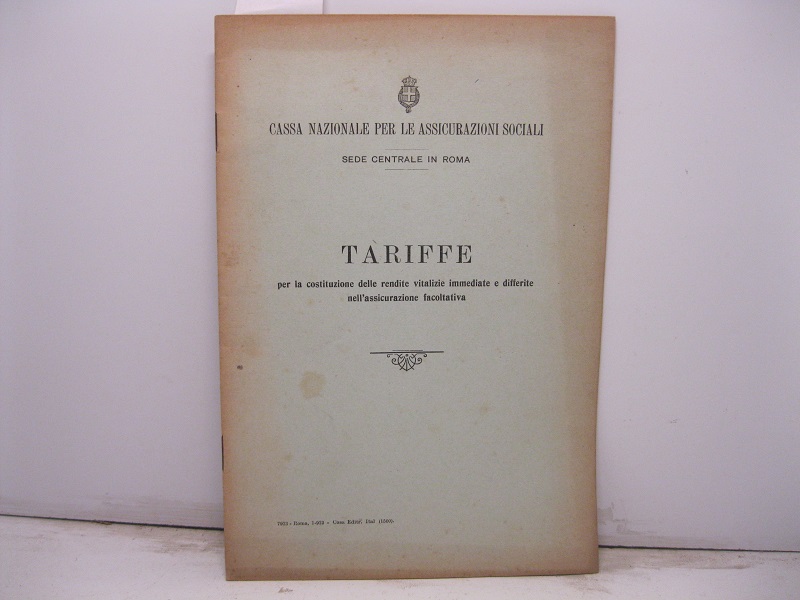 CASSA NAZIONALE PER LE ASSICURAZIONI SOCIALI
SEDE CENTRALE IN ROMA
TARIFFE
per la costituzione delle rendite vitalizie immediate e differite
nell'assicurazione facoltativa
Roma,